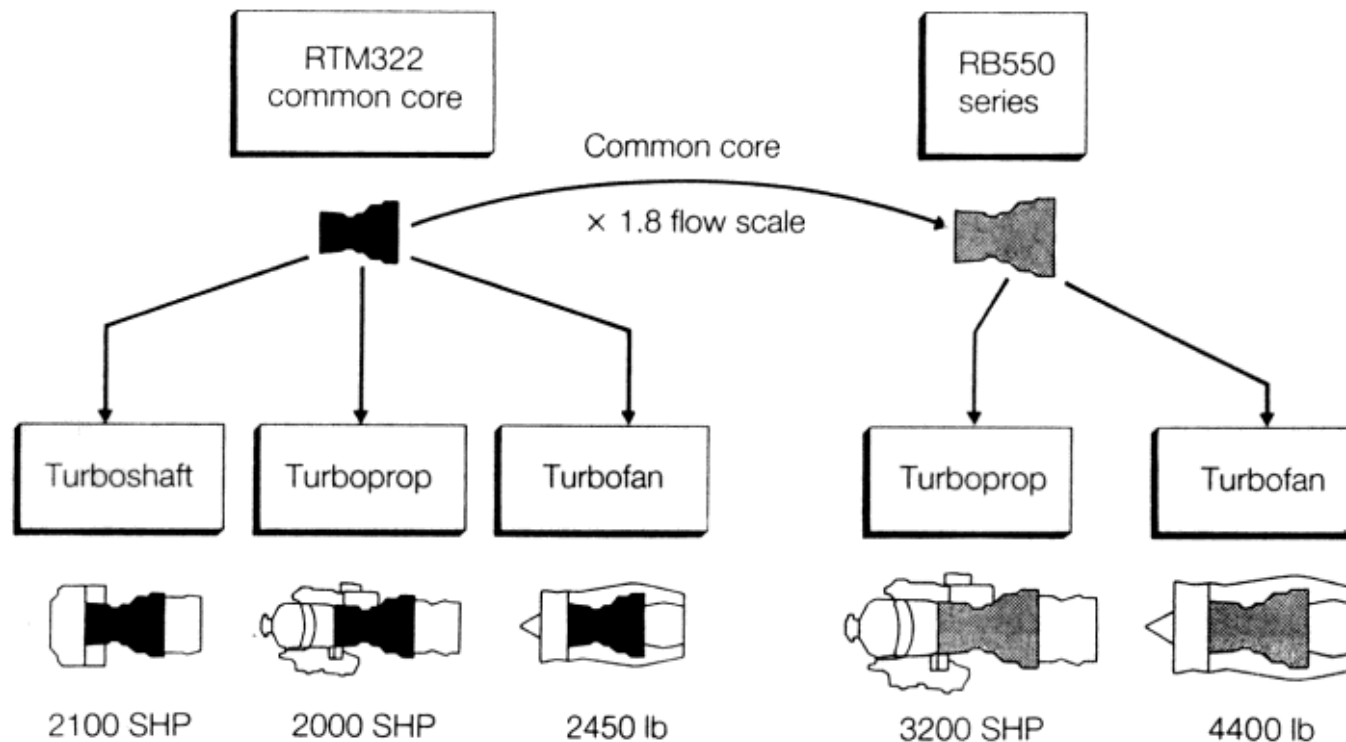 RTM322
common core
RB550
series
Common core
× 1.8 flow scale
Turboshaft
Turboprop
Turbofan
Turboprop
Turbofan
2100 SHP
2000 SHP
2450 lb
3200 SHP
4400 lb